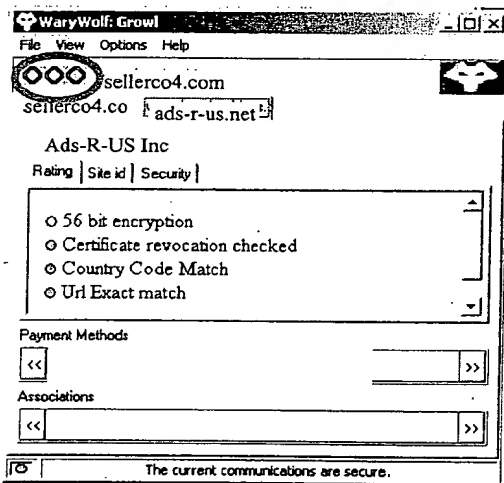 WaryWolf: Growl
File View Options Help
sellerco4.com
sellerco4.co ads-r-us.net
Ads-R-US Inc
Rating Site id Security
56 bit encryption
Certificate revocation checked
Country Code Match
Url Exact match
Payment Methods
<< >>
Associations
<< >>
The current communications are secure.